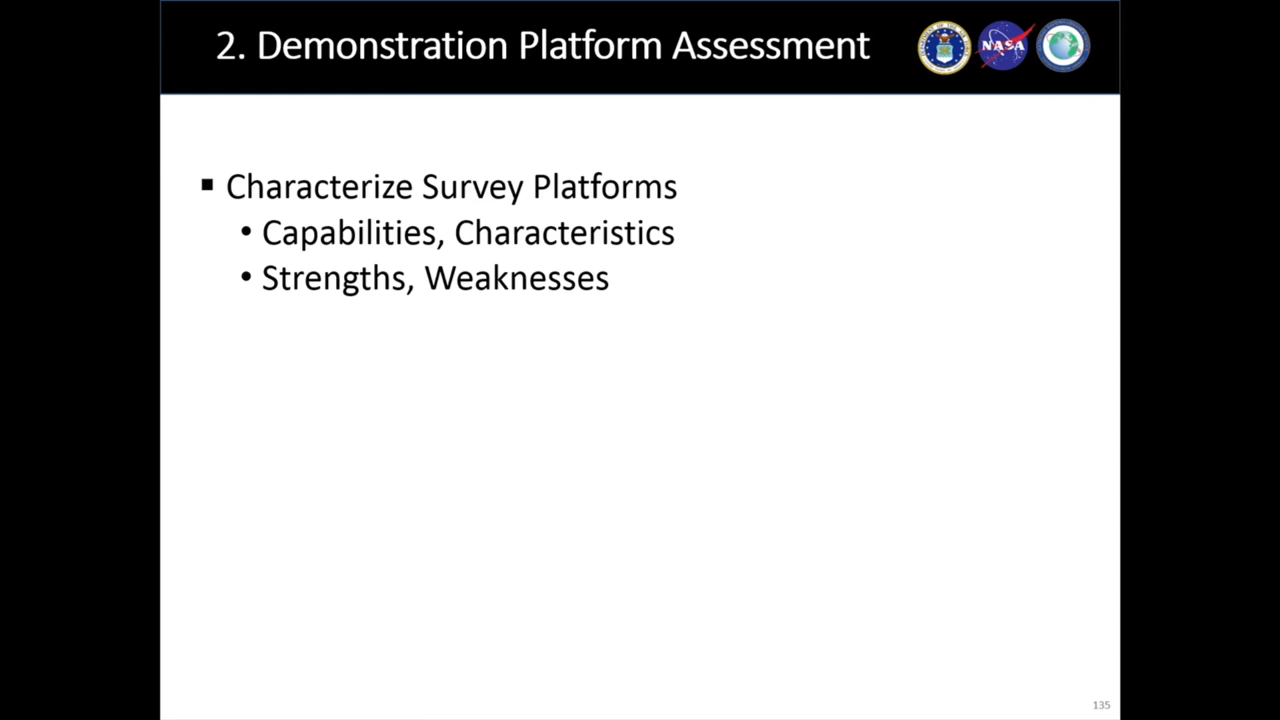 2. Demonstration Platform Assessment
NASA
▪ Characterize Survey Platforms
• Capabilities, Characteristics
• Strengths, Weaknesses
135